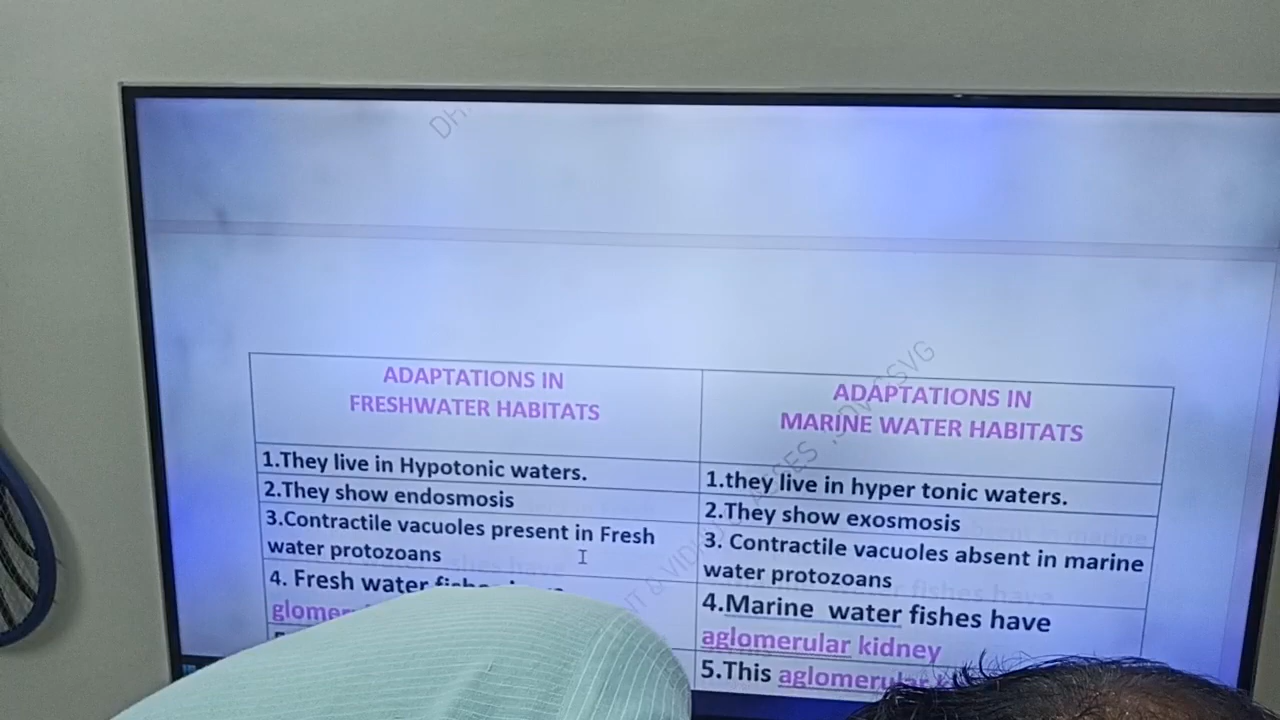 ADAPTATIONS IN
FRESHWATER HABITATS
1.They live in Hypotonic waters.
2.They show endosmosis
3.Contractile vacuoles present in Fresh
water protozoans
4. Fresh water
ADAPTATIONS IN
MARINE WATER HABITATS
1.they live in hyper tonic waters.
2.They show exosmosis
3. Contractile vacuoles absent in marine
water protozoans
4.Marine water fishes have
aglomerular kidney
5.This aglomerular